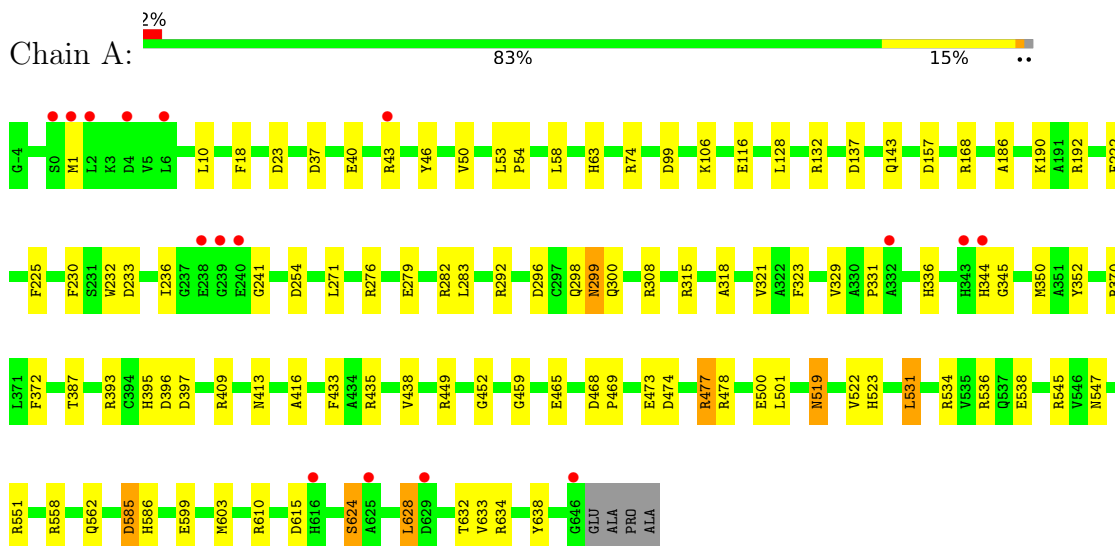 2%
Chain A:
83% 15% ••
G-4 S0 M1 L2 K3 D4 V5 L6 L10 F18 D23 D37 E40 R43 Y46 V50 L53 P54 L58 H63 R74 D99 K106 E116 L128 R132 D137 Q143 D157 R168 A186 K190 A191 R192
F225 F230 S231 W232 D233 I236 G237 E238 G239 E240 G241 D254 L271 R276 E279 R282 L283 R292 D296 C297 Q298 N299 Q300 R308 R315 A318 V321 A322 F323 V329 A330 P331 A332 H336 H343 H344 G345 M350 A351 Y352
L371 F372 T387 R393 C394 H395 D396 D397 R409 N413 A416 F433 A434 R435 V438 R449 G452 G459 E465 D468 P469 E473 D474 R477 R478 E500 L501 N519 V522 H523 L531 R534 V535 R536 Q537 E538 R545 V546 N547
R551 R558 Q562 D585 H586 E599 M603 R610 D615 H616 S624 A625 L628 D629 T632 V633 R634 Y638 G646 GLU ALA PRO ALA